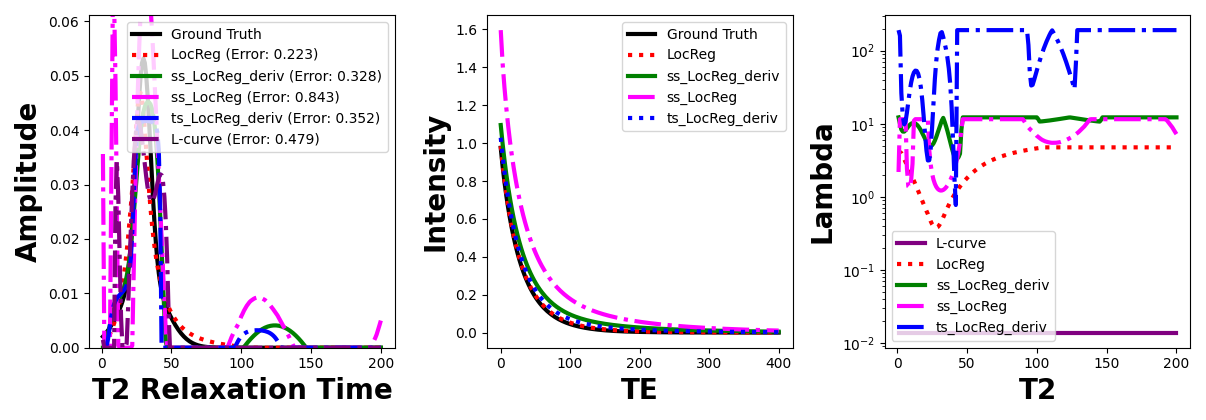 0.06
0.05
0.04
0.03
0.02
0.01
0.00
Amplitude
Ground Truth
LocReg (Error: 0.223)
ss_LocReg_deriv (Error: 0.328)
ss_LocReg (Error: 0.843)
ts_LocReg_deriv (Error: 0.352)
L-curve (Error: 0.479)
0 50 100 150 200
T2 Relaxation Time
1.6
1.4
1.2
1.0
0.8
0.6
0.4
0.2
0.0
Intensity
Ground Truth
LocReg
ss_LocReg_deriv
ss_LocReg
ts_LocReg_deriv
0 100 200 300 400
TE
10²
10¹
10⁰
10⁻¹
10⁻²
Lambda
L-curve
LocReg
ss_LocReg_deriv
ss_LocReg
ts_LocReg_deriv
0 50 100 150 200
T2